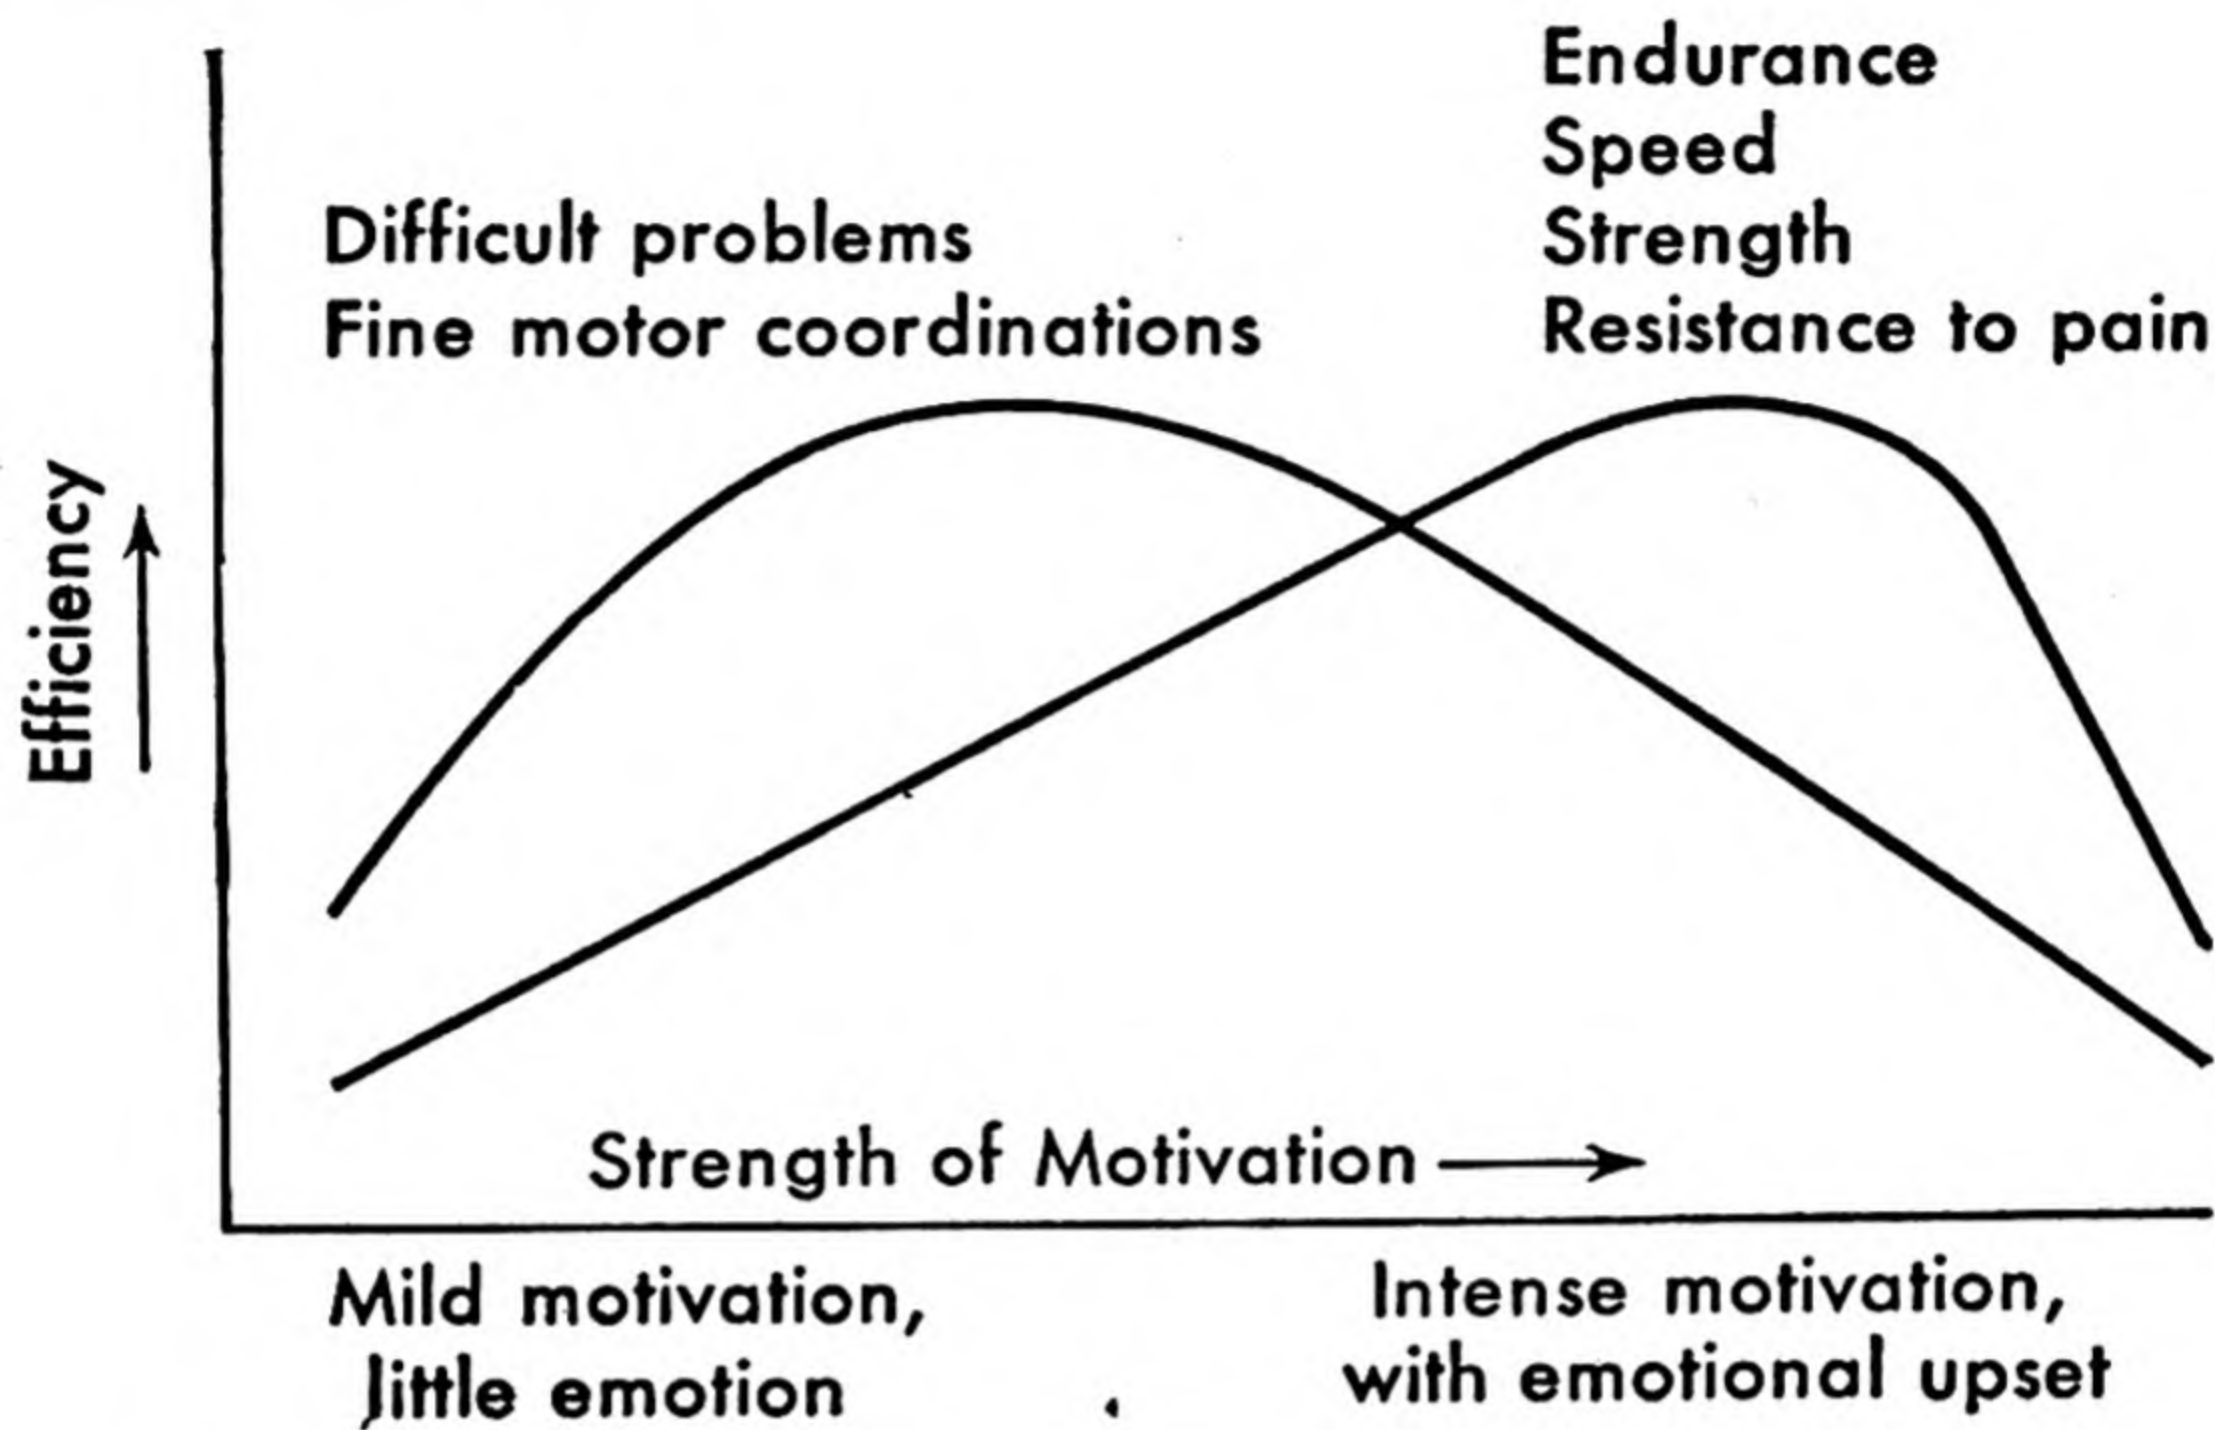 Endurance
Speed
Strength
Resistance to pain
Difficult problems
Fine motor coordinations
Efficiency
Strength of Motivation
Mild motivation,
little emotion
Intense motivation,
with emotional upset